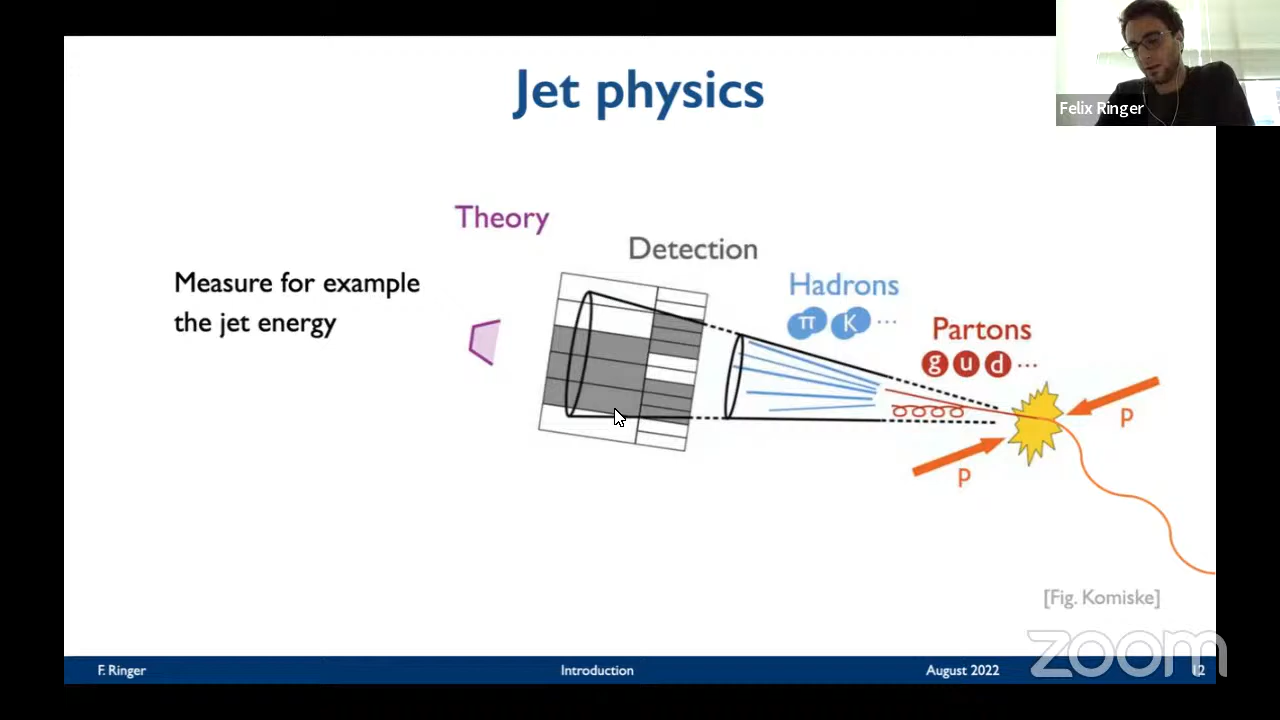 Jet physics
Felix Ringer
Theory
Detection
Measure for example
the jet energy
Hadrons
π K ...
Partons
g u d ...
P
P
[Fig. Komiske]
zoom
F. Ringer
Introduction
August 2022
12